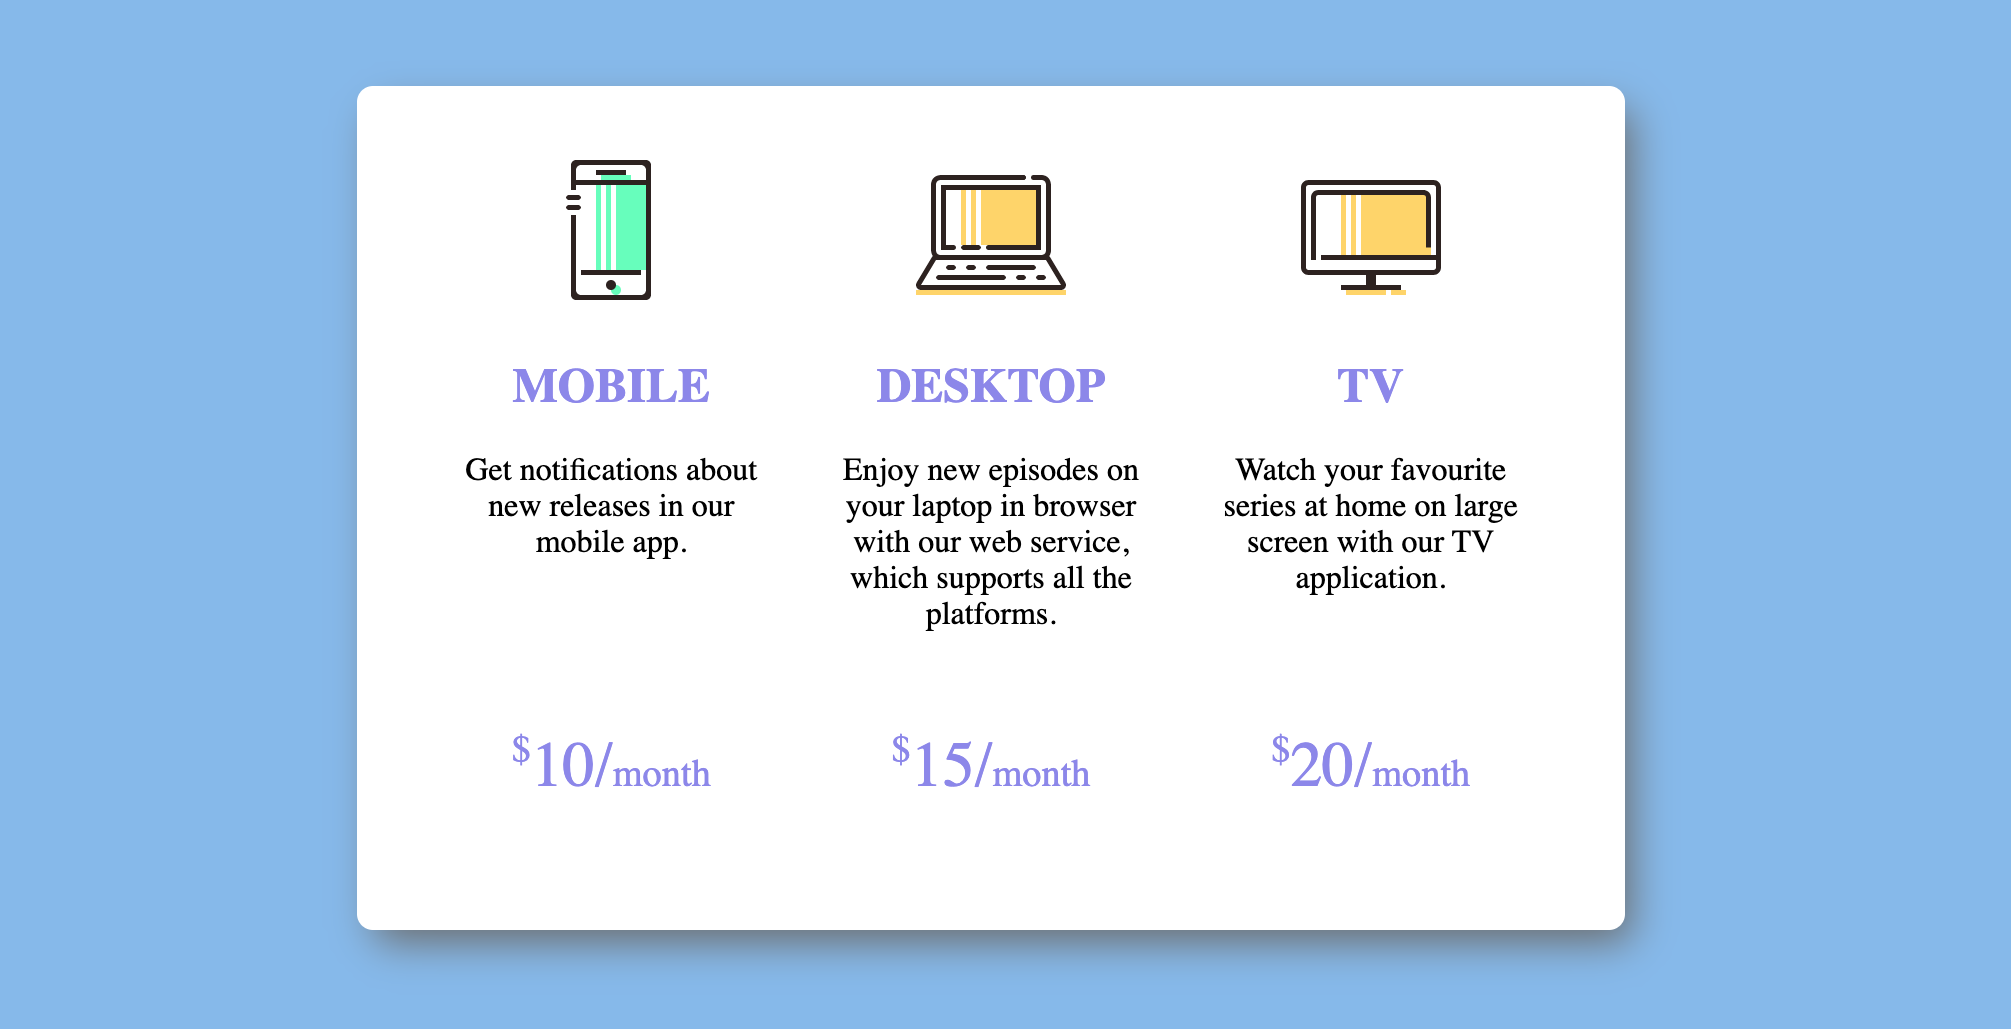 MOBILE
Get notifications about
new releases in our
mobile app.
$10/month
DESKTOP
Enjoy new episodes on
your laptop in browser
with our web service,
which supports all the
platforms.
$15/month
TV
Watch your favourite
series at home on large
screen with our TV
application.
$20/month